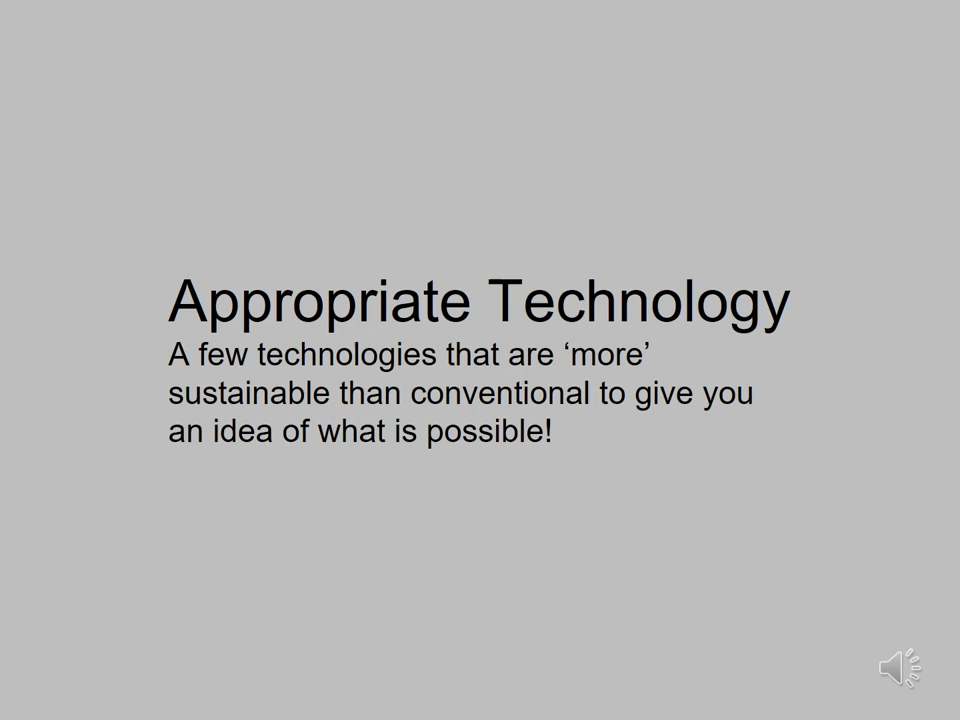 Appropriate Technology
A few technologies that are ‘more’
sustainable than conventional to give you
an idea of what is possible!